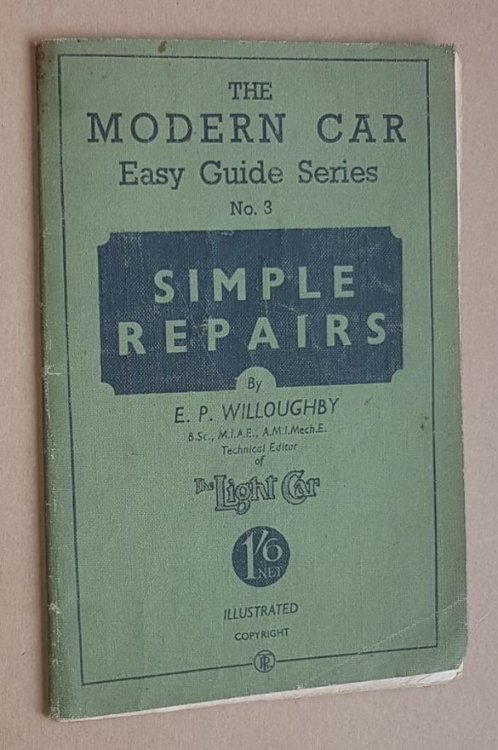 THE
MODERN CAR
Easy Guide Series
No. 3
SIMPLE
REPAIRS
By
E. P. WILLOUGHBY
B.Sc., M.I.A.E., A.M.I.Mech.E.
Technical Editor
of
The Light Car
1/6
NET
ILLUSTRATED
COPYRIGHT